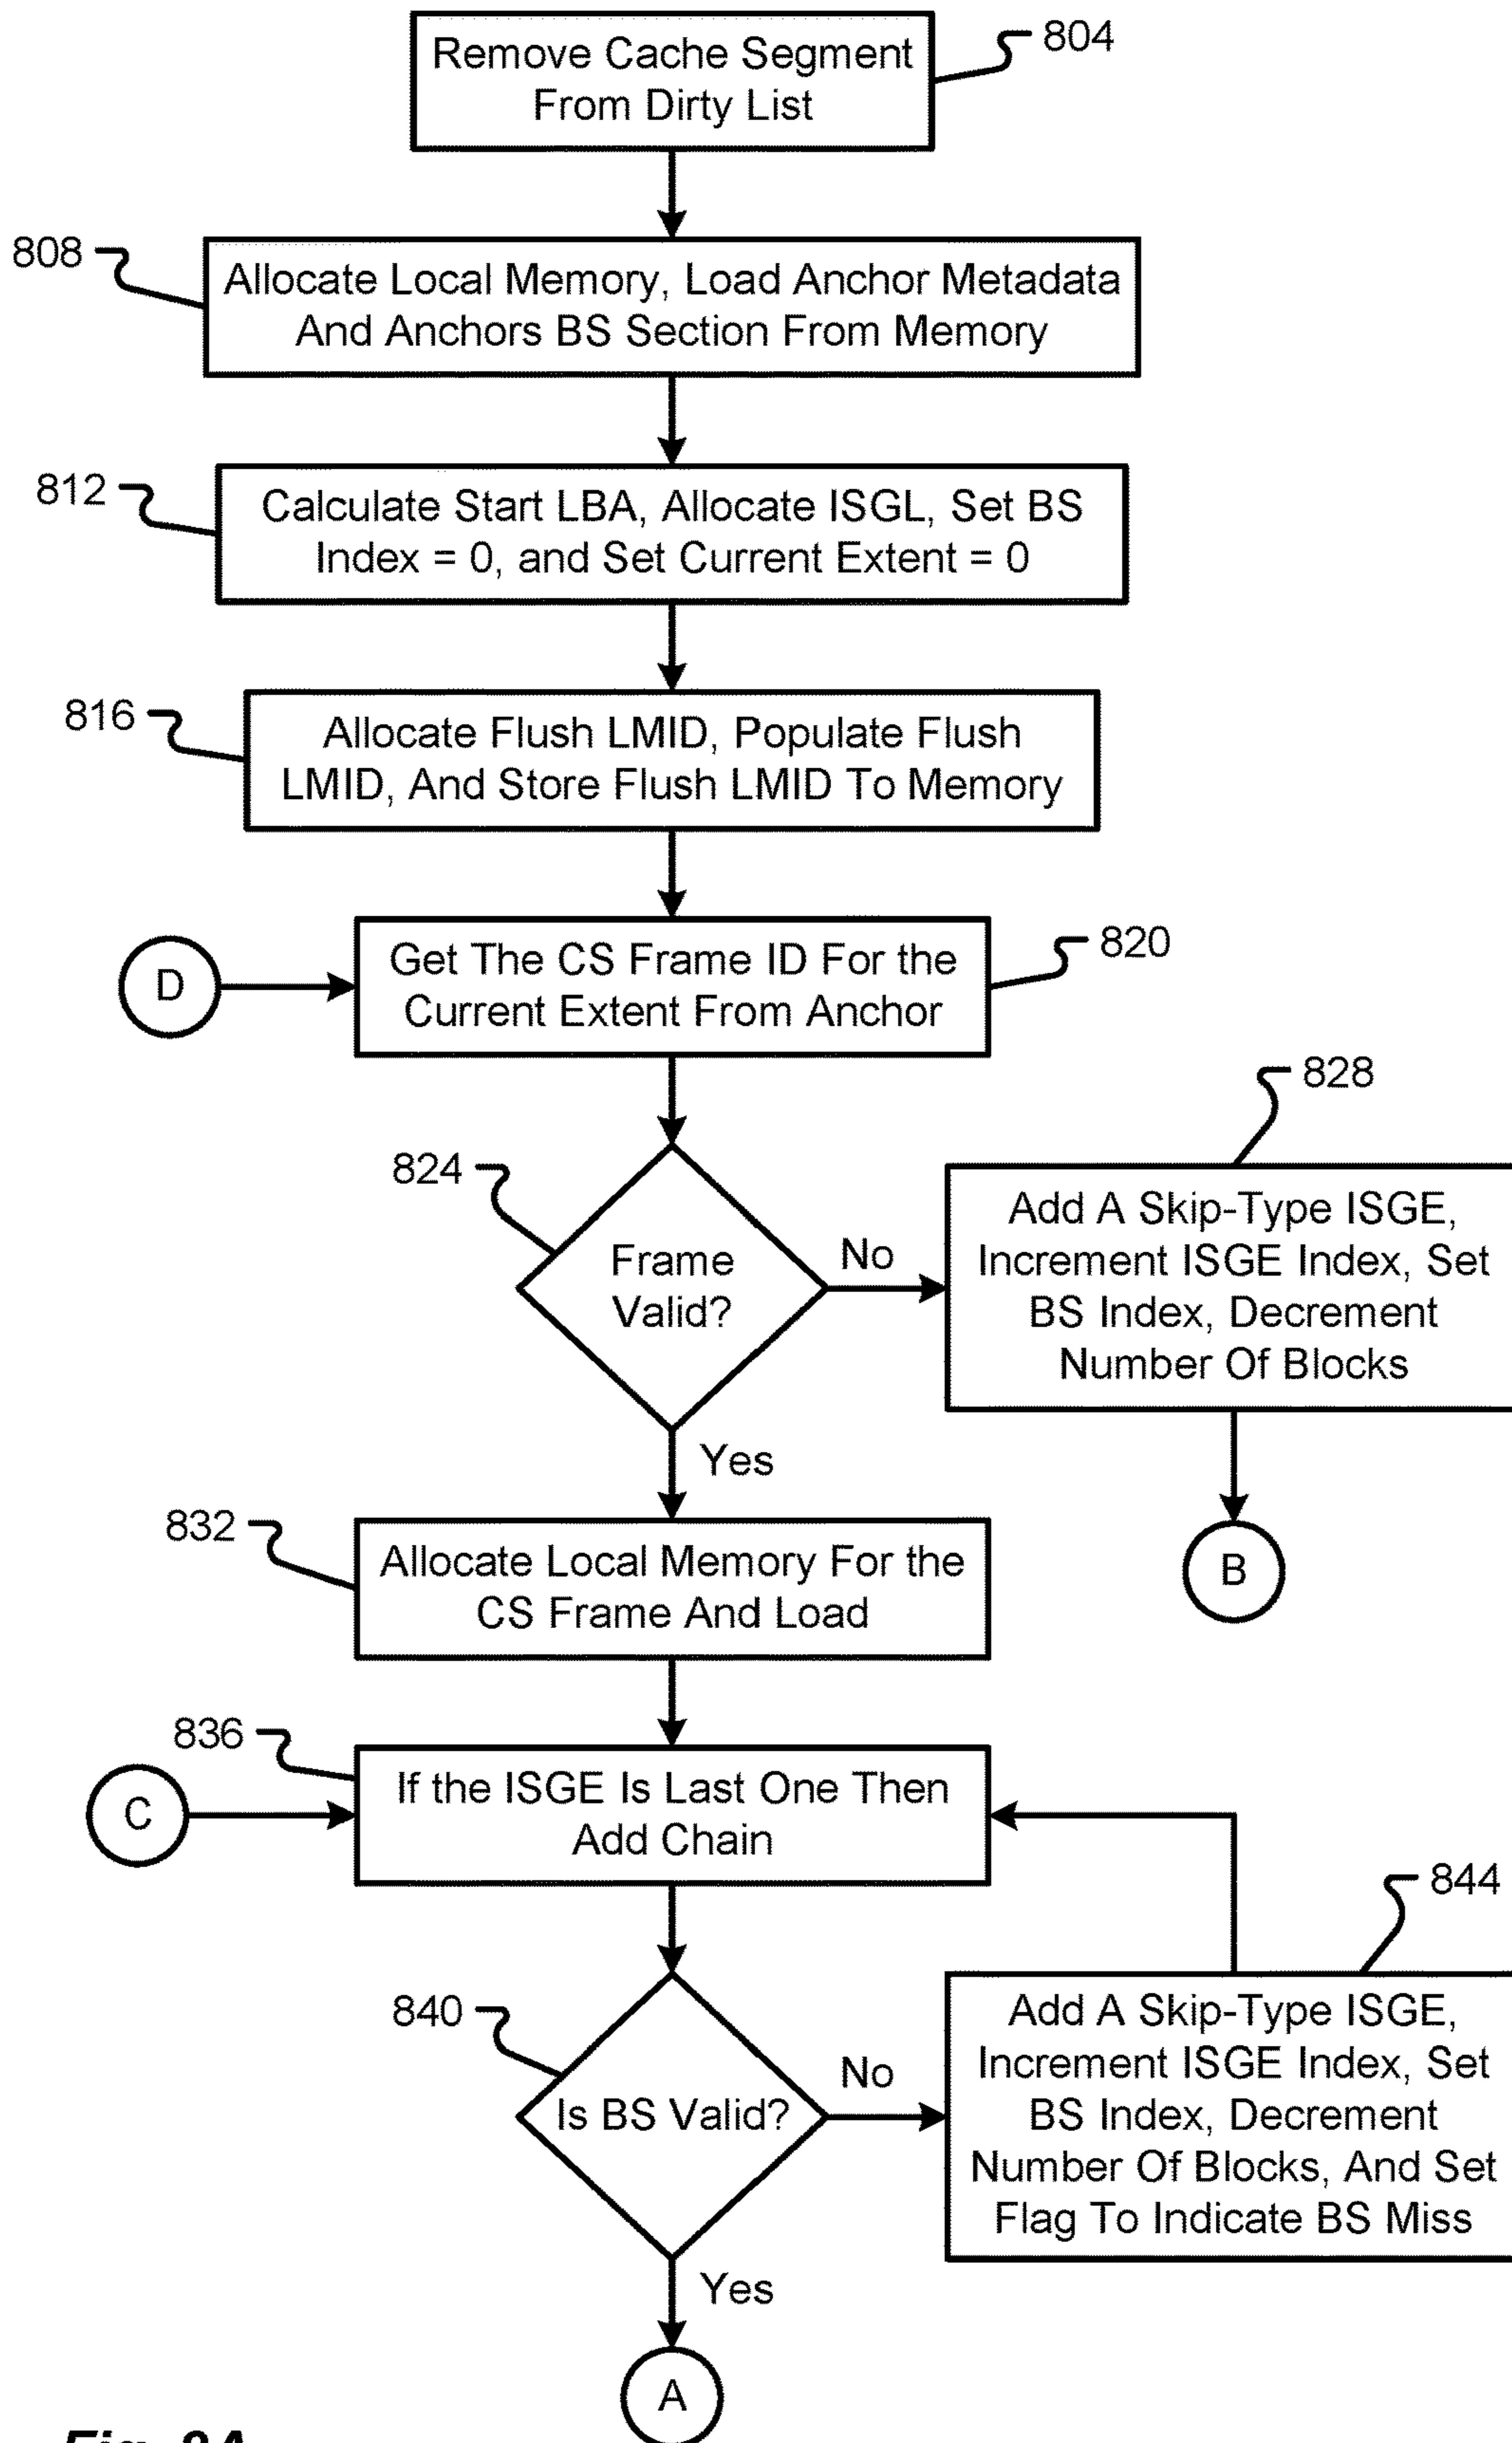 Remove Cache Segment
From Dirty List
804
808
Allocate Local Memory, Load Anchor Metadata
And Anchors BS Section From Memory
812
Calculate Start LBA, Allocate ISGL, Set BS
Index = 0, and Set Current Extent = 0
816
Allocate Flush LMID, Populate Flush
LMID, And Store Flush LMID To Memory
D
Get The CS Frame ID For the
Current Extent From Anchor
820
824
Frame
Valid?
No
Yes
828
Add A Skip-Type ISGE,
Increment ISGE Index, Set
BS Index, Decrement
Number Of Blocks
B
832
Allocate Local Memory For the
CS Frame And Load
836
C
If the ISGE Is Last One Then
Add Chain
840
Is BS Valid?
No
Yes
844
Add A Skip-Type ISGE,
Increment ISGE Index, Set
BS Index, Decrement
Number Of Blocks, And Set
Flag To Indicate BS Miss
A
Fig. 8A